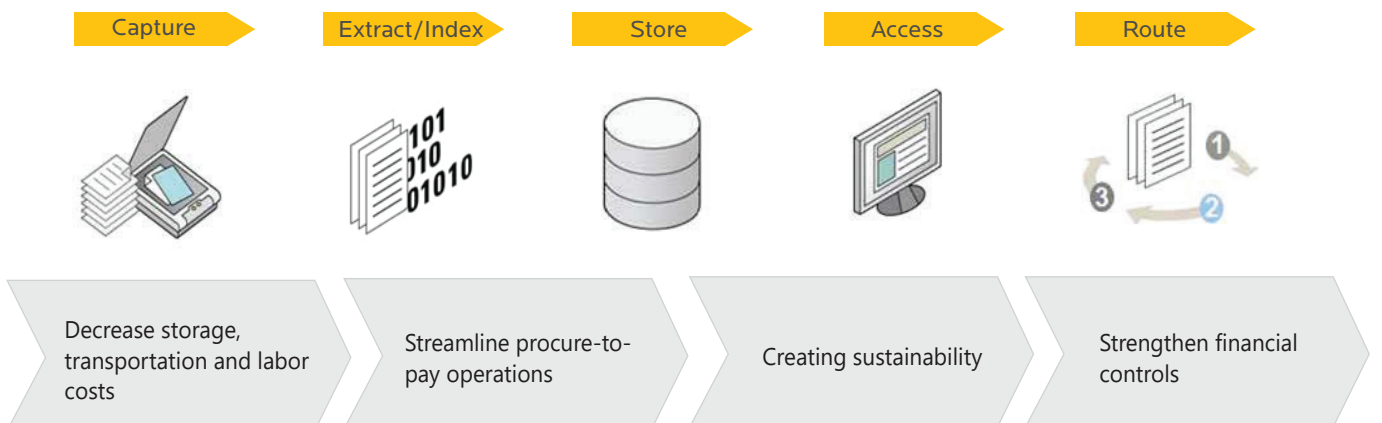 Capture
Extract/Index
Store
Access
Route
101
010
01010
1
2
3
Decrease storage,
transportation and labor
costs
Streamline procure-to-
pay operations
Creating sustainability
Strengthen financial
controls